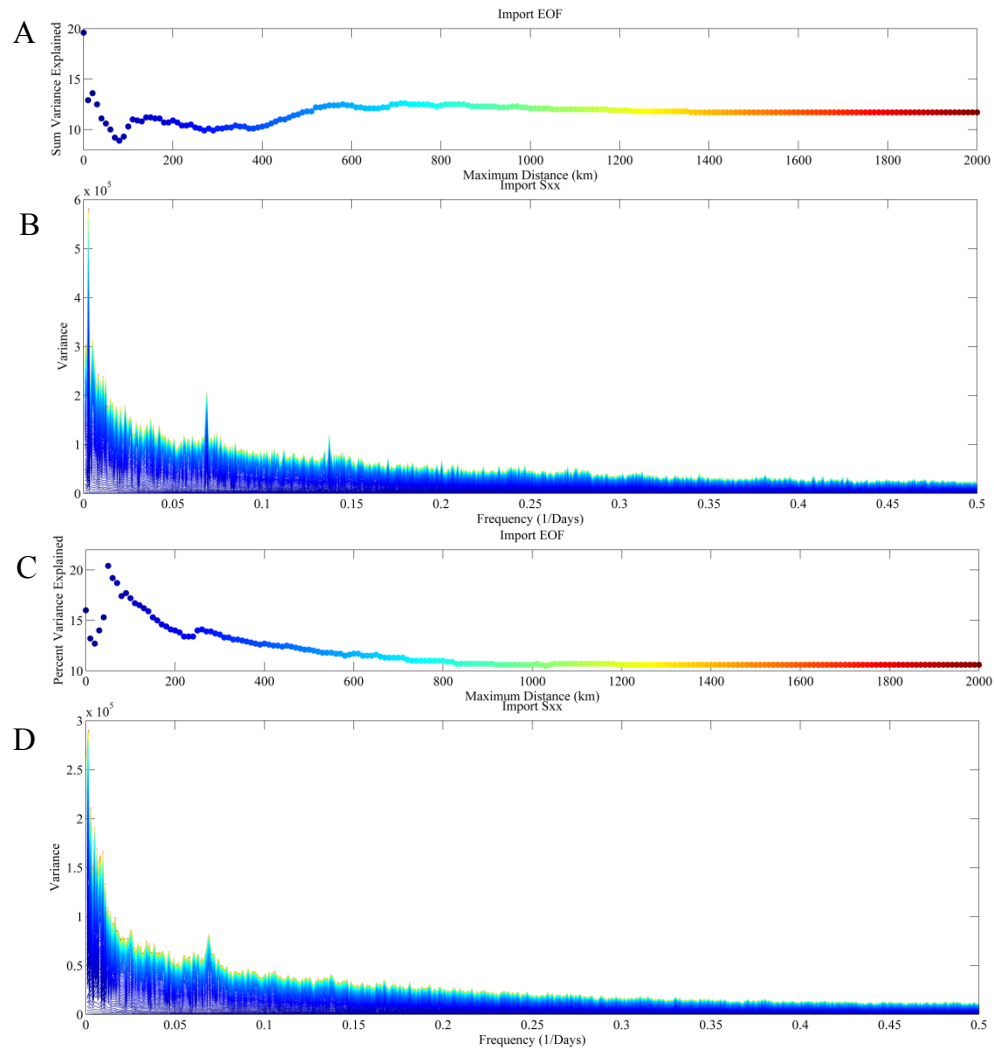 A
Import EOF
Sum Variance Explained
20
15
10
0 200 400 600 800 1000 1200 1400 1600 1800 2000
Maximum Distance (km)
Import Sxx
B
x 10^5
Variance
6
5
4
3
2
1
0
0 0.05 0.1 0.15 0.2 0.25 0.3 0.35 0.4 0.45 0.5
Frequency (1/Days)
Import EOF
C
Percent Variance Explained
20
15
10
0 200 400 600 800 1000 1200 1400 1600 1800 2000
Maximum Distance (km)
Import Sxx
D
x 10^5
Variance
3
2.5
2
1.5
1
0.5
0
0 0.05 0.1 0.15 0.2 0.25 0.3 0.35 0.4 0.45 0.5
Frequency (1/Days)